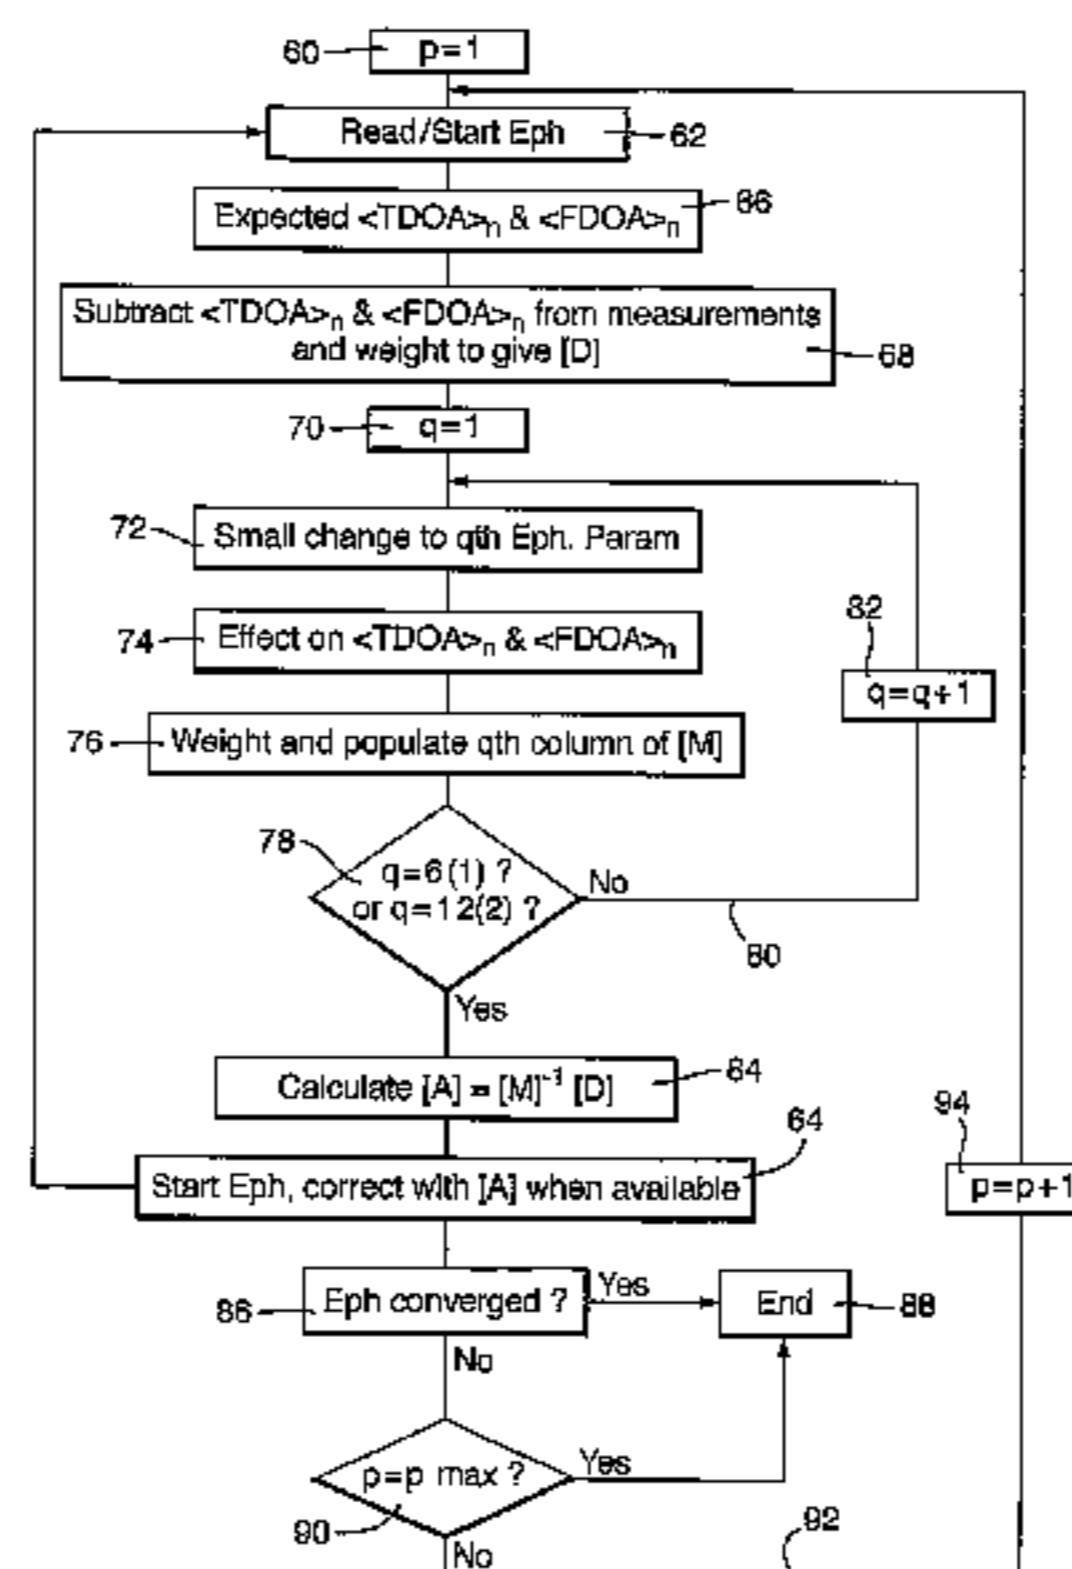 60
p=1
Read/Start Eph
62
Expected <TDOA>n & <FDOA>n
66
Subtract <TDOA>n & <FDOA>n from measurements
and weight to give [D]
68
70
q=1
72
Small change to qth Eph. Param
74
Effect on <TDOA>n & <FDOA>n
82
q=q+1
76
Weight and populate qth column of [M]
78
q=6(1) ?
or q=12(2) ?
No
80
Yes
Calculate [A] = [M]-1 [D]
84
64
94
Start Eph, correct with [A] when available
p=p+1
86
Eph converged ?
Yes
End
88
No
p=p max ?
Yes
90
92
No